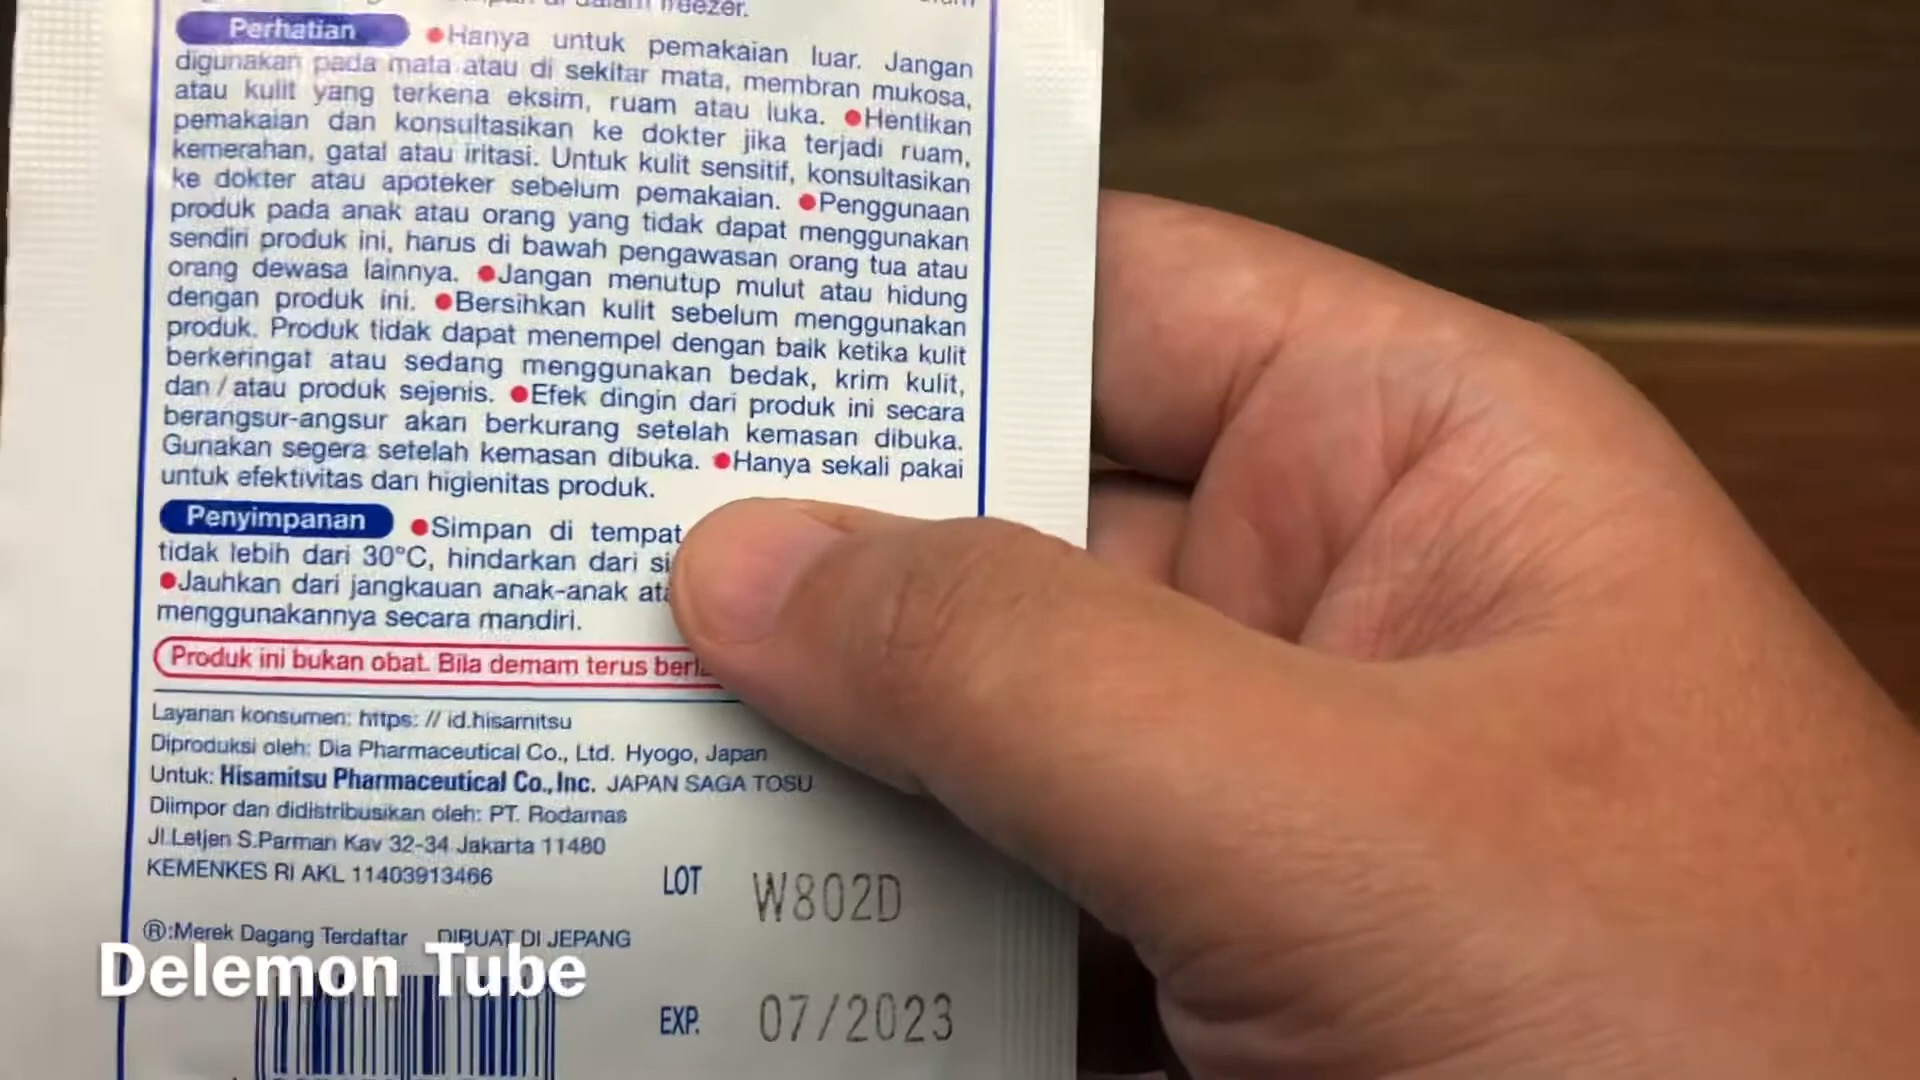 di dalam freezer.
Perhatian ●Hanya untuk pemakaian luar. Jangan
digunakan pada mata atau di sekitar mata, membran mukosa,
atau kulit yang terkena eksim, ruam atau luka. ●Hentikan
pemakaian dan konsultasikan ke dokter jika terjadi ruam,
kemerahan, gatal atau iritasi. Untuk kulit sensitif, konsultasikan
ke dokter atau apoteker sebelum pemakaian. ●Penggunaan
produk pada anak atau orang yang tidak dapat menggunakan
sendiri produk ini, harus di bawah pengawasan orang tua atau
orang dewasa lainnya. ●Jangan menutup mulut atau hidung
dengan produk ini. ●Bersihkan kulit sebelum menggunakan
produk. Produk tidak dapat menempel dengan baik ketika kulit
berkeringat atau sedang menggunakan bedak, krim kulit,
dan / atau produk sejenis. ●Efek dingin dari produk ini secara
berangsur-angsur akan berkurang setelah kemasan dibuka.
Gunakan segera setelah kemasan dibuka. ●Hanya sekali pakai
untuk efektivitas dan higienitas produk.
Penyimpanan ●Simpan di tempat
tidak lebih dari 30°C, hindarkan dari
●Jauhkan dari jangkauan anak-anak
menggunakannya secara mandiri.
Produk ini bukan obat. Bila demam terus
Layanan konsumen: https: // id.hisamitsu
Diproduksi oleh: Dia Pharmaceutical Co., Ltd. Hyogo, Japan
Untuk: Hisamitsu Pharmaceutical Co., Inc. JAPAN SAGA TOSU
Diimpor dan didistribusikan oleh: PT. Rodamas
Jl.Letjen S.Parman Kav 32-34 Jakarta 11480
KEMENKES RI AKL 11403913466
LOT W802D
®:Merek Dagang Terdaftar DIBUAT DI JEPANG
Delemon Tube
EXP. 07/2023